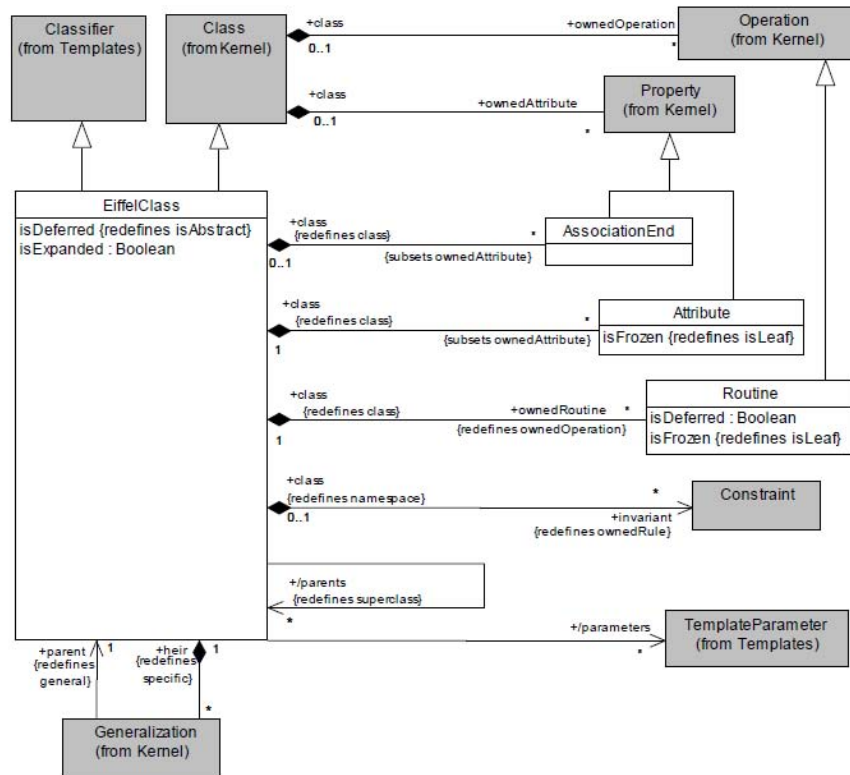 Classifier
(from Templates)
Class
(fromKernel)
+class
0..1
+ownedOperation
*
Operation
(from Kernel)
+class
0..1
+ownedAttribute
*
Property
(from Kernel)
EiffelClass
isDeferred {redefines isAbstract}
isExpanded : Boolean
+class
{redefines class}
0..1
*
{subsets ownedAttribute}
AssociationEnd
+class
{redefines class}
1
*
{subsets ownedAttribute}
Attribute
isFrozen {redefines isLeaf}
+class
{redefines class}
1
+ownedRoutine
*
{redefines ownedOperation}
Routine
isDeferred : Boolean
isFrozen {redefines isLeaf}
+class
{redefines namespace}
0..1
*
+invariant
{redefines ownedRule}
Constraint
+/parents
{redefines superclass}
*
+/parameters
*
TemplateParameter
(from Templates)
+parent
{redefines
general}
1
+heir
{redefines
specific}
1
*
Generalization
(from Kernel)